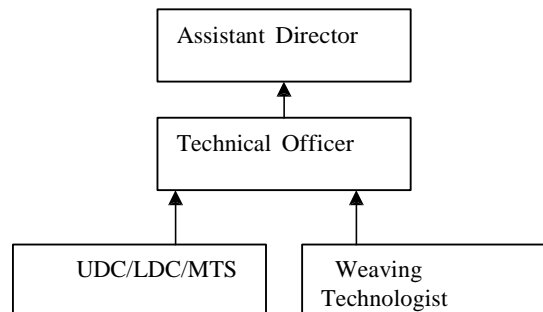 Assistant Director
Technical Officer
UDC/LDC/MTS
Weaving
Technologist